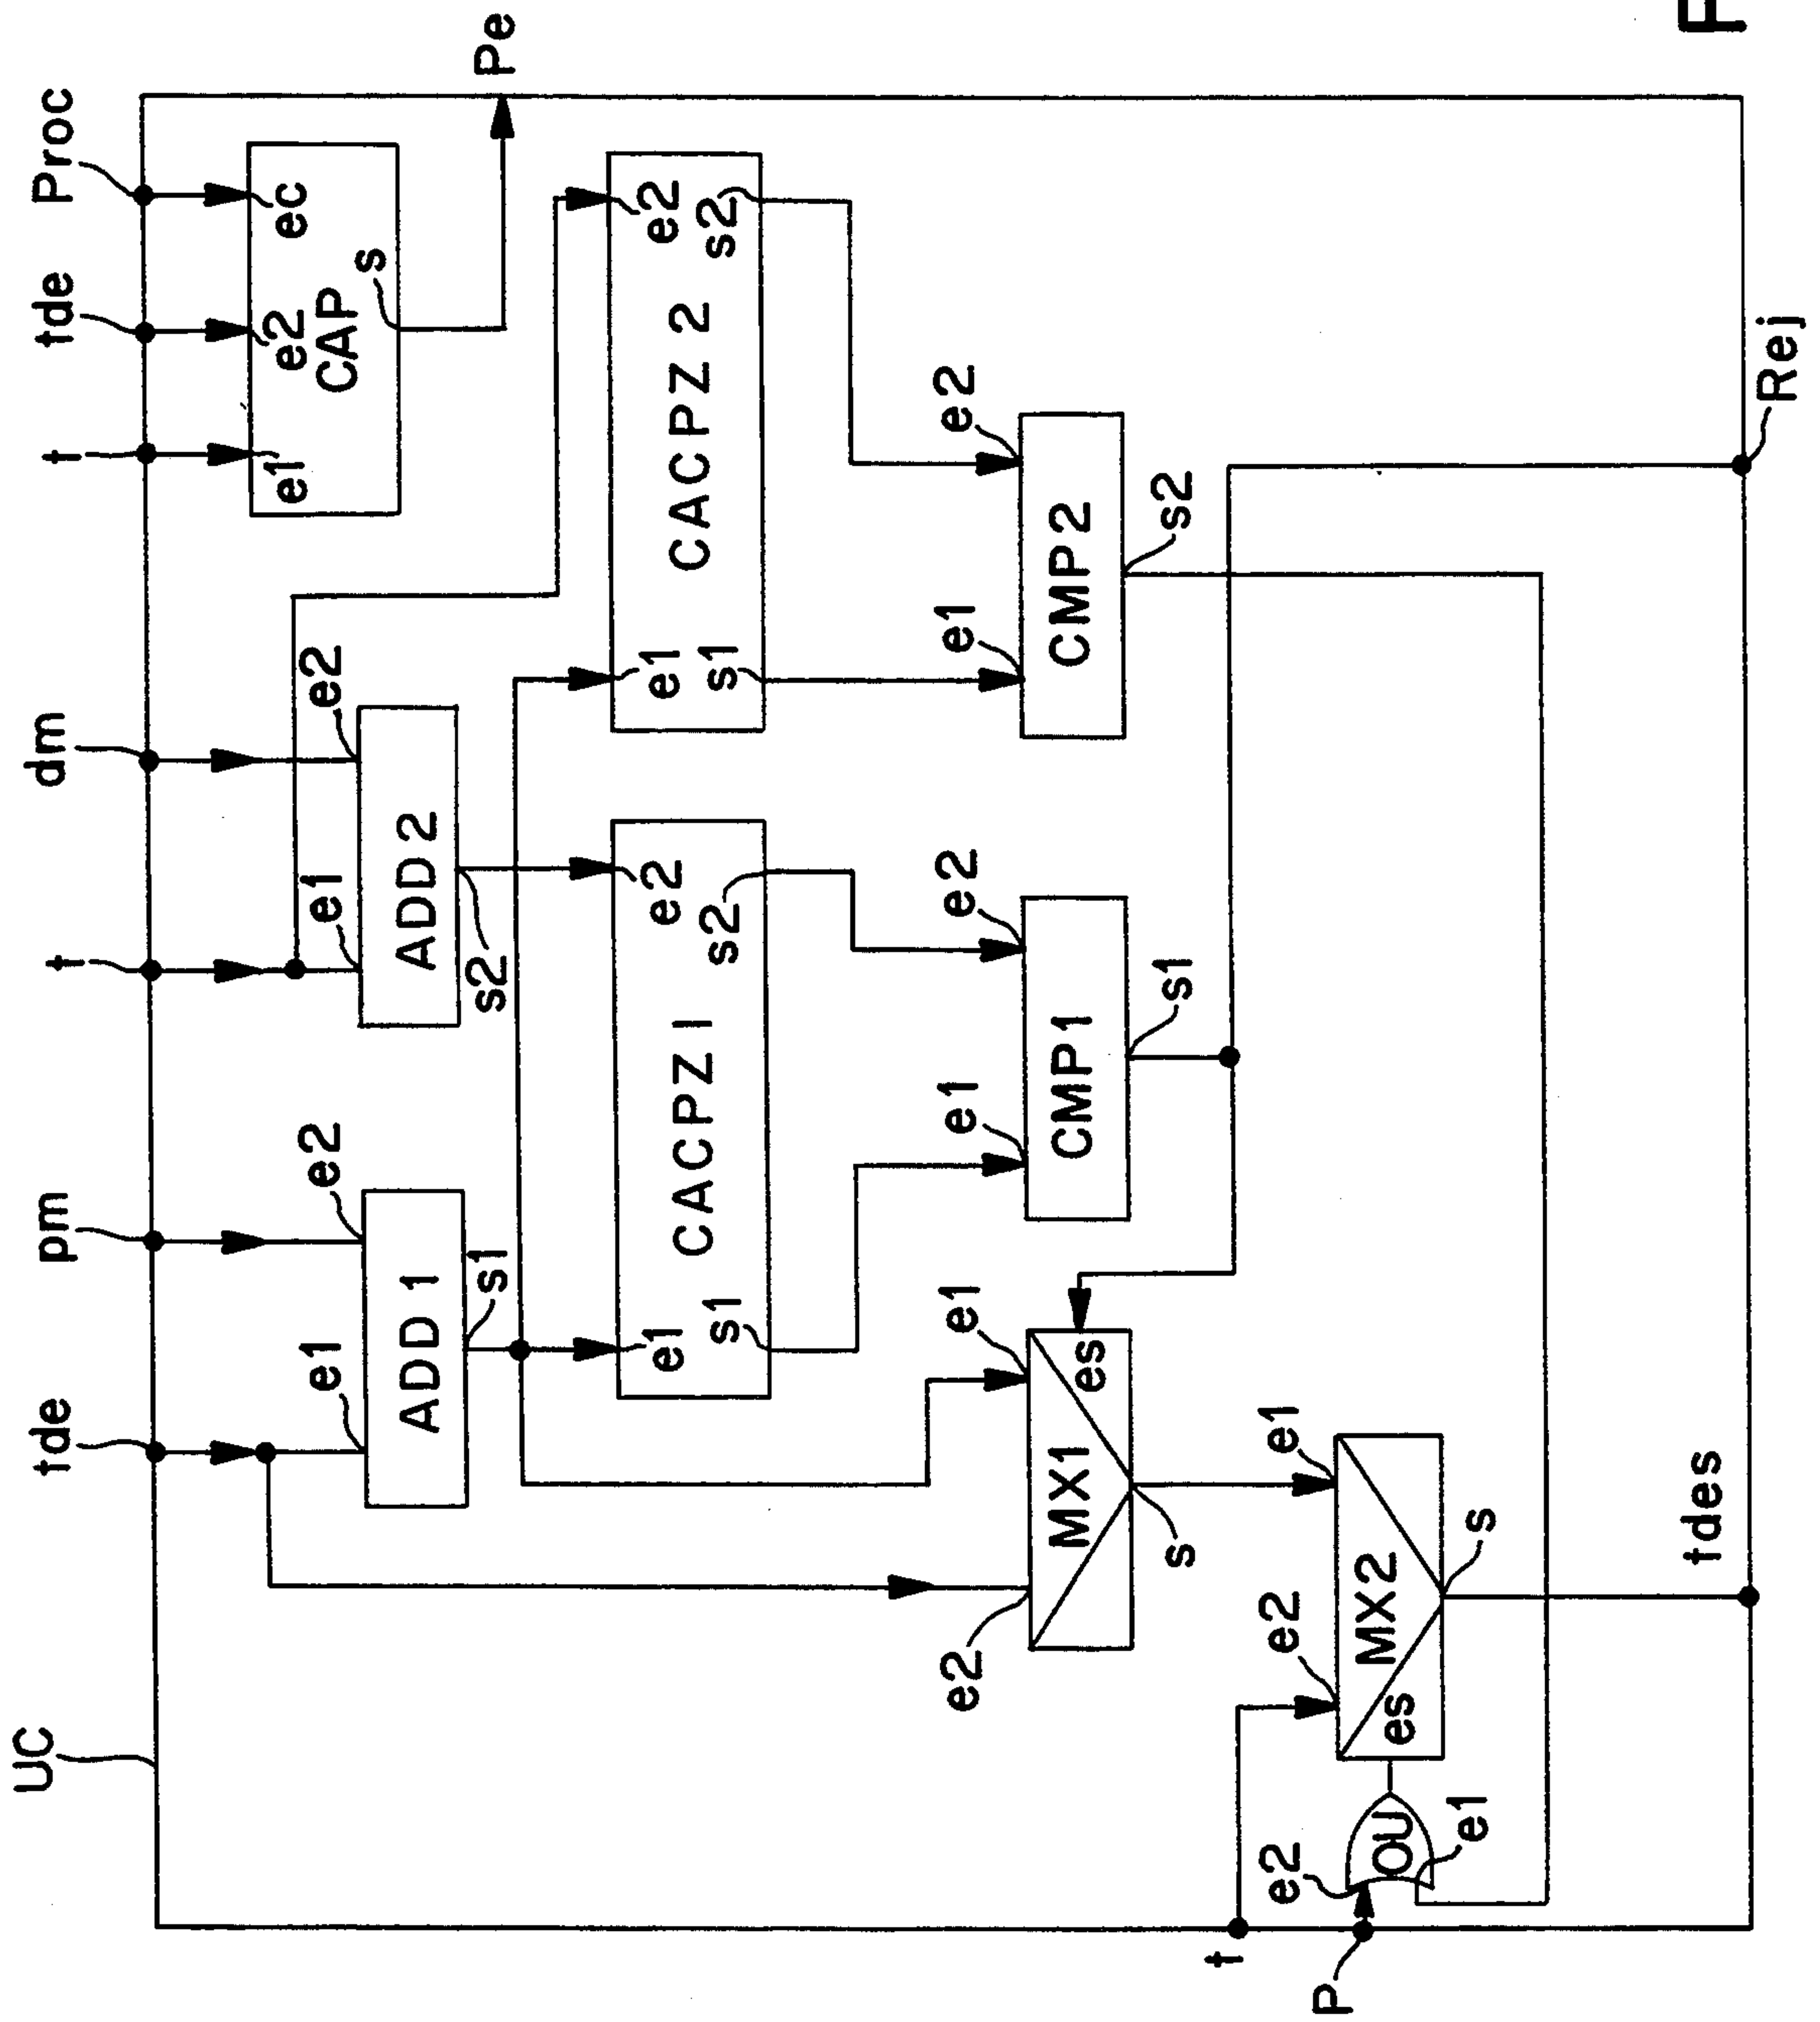 UC
tde
pm
t
dm
t
tde
Proc
e1
e2
e1
e2
e1
e2
ec
ADD 1
ADD 2
CAP
s
Pe
s1
s2
e1
e2
e1
e2
CACPZ 1
CACPZ 2
s1
s2
s1
s2
e2
e1
e1
e2
e1
e2
MX1
es
CMP1
CMP2
s
s1
s2
t
e2
e1
P
e2
OU
e1
es
MX2
s
tdes
Rej
F